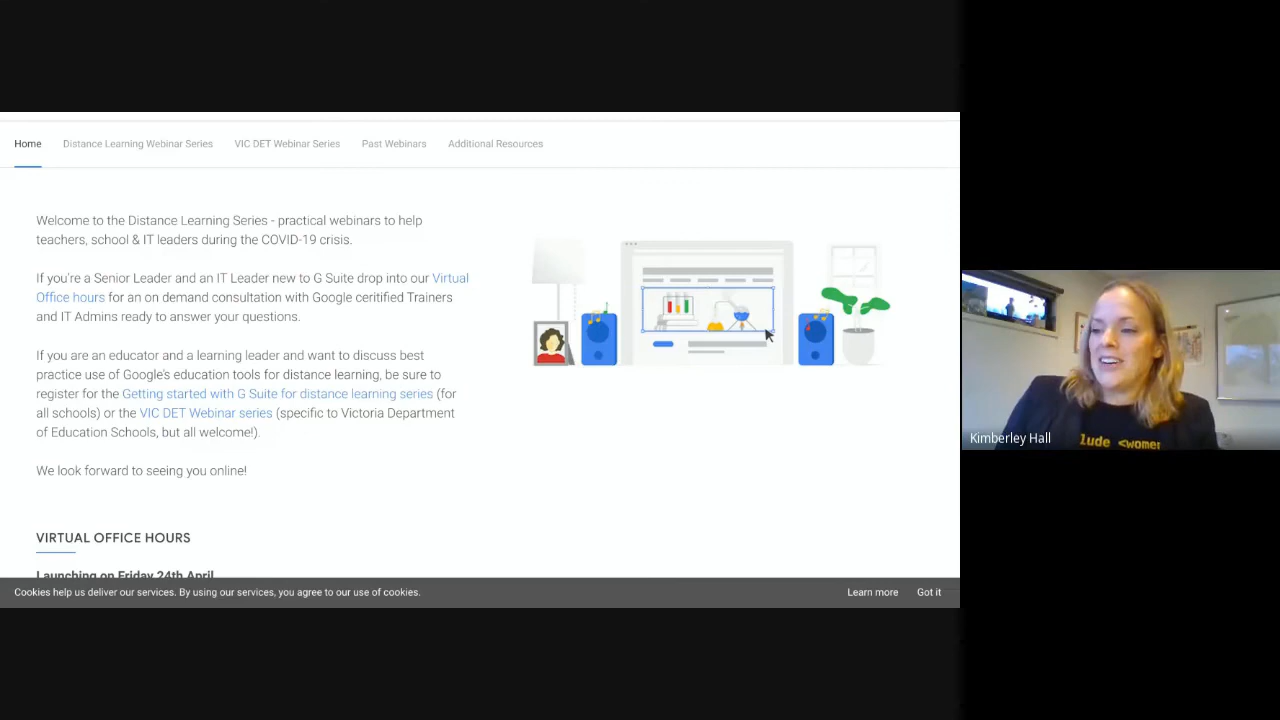 Home
Distance Learning Webinar Series
VIC DET Webinar Series
Past Webinars
Additional Resources
Welcome to the Distance Learning Series - practical webinars to help
teachers, school & IT leaders during the COVID-19 crisis.
If you're a Senior Leader and an IT Leader new to G Suite drop into our Virtual
Office hours for an on demand consultation with Google ceritified Trainers
and IT Admins ready to answer your questions.
If you are an educator and a learning leader and want to discuss best
practice use of Google's education tools for distance learning, be sure to
register for the Getting started with G Suite for distance learning series (for
all schools) or the VIC DET Webinar series (specific to Victoria Department
of Education Schools, but all welcome!).
We look forward to seeing you online!
VIRTUAL OFFICE HOURS
Launching on Friday 24th April
Cookies help us deliver our services. By using our services, you agree to our use of cookies.
Learn more
Got it
Kimberley Hall
lude <women